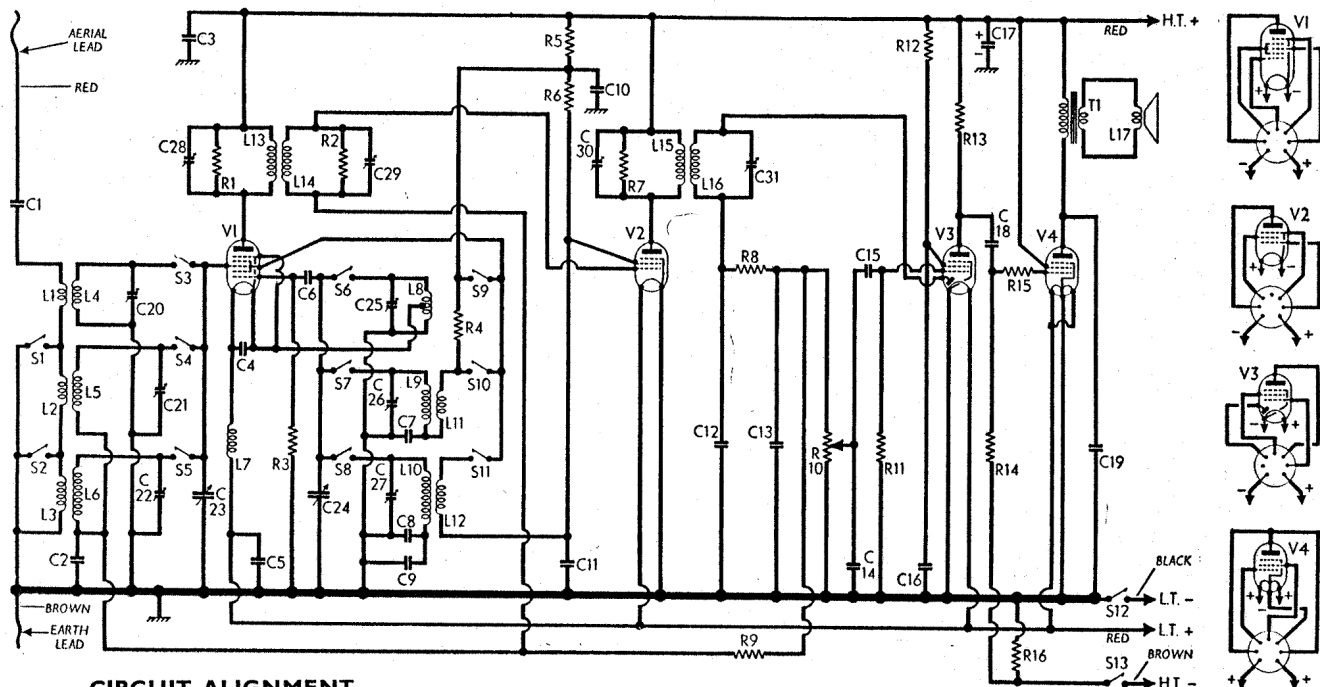 AERIAL
LEAD
RED
C1
C3
R5
R6
C10
R12
C17
+
-
RED
H.T. +
V1
C28
R1
L13
L14
R2
C29
C
30
R7
L15
L16
C31
R13
T1
L17
V1
V2
V3
V4
C
18
R15
C15
R8
S3
S4
S5
L1
L4
C20
S1
L2
L5
C21
S2
L3
L6
C
22
C
23
C2
C4
L7
C5
C6
R3
S6
S7
S8
C24
C25
L8
C
26
L9
C7
L11
C
27
L10
C8
C9
L12
S9
R4
S10
S11
C11
C12
C13
R
10
R11
C
14
C16
R14
C19
BLACK
S12
L.T. -
RED
L.T. +
R16
S13
BROWN
H.T. -
R9
BROWN
EARTH
LEAD
V1
+ -
- +
V2
+ -
- +
V3
+ -
- +
V4
+ - +
+ +
CIRCUIT ALIGNMENT